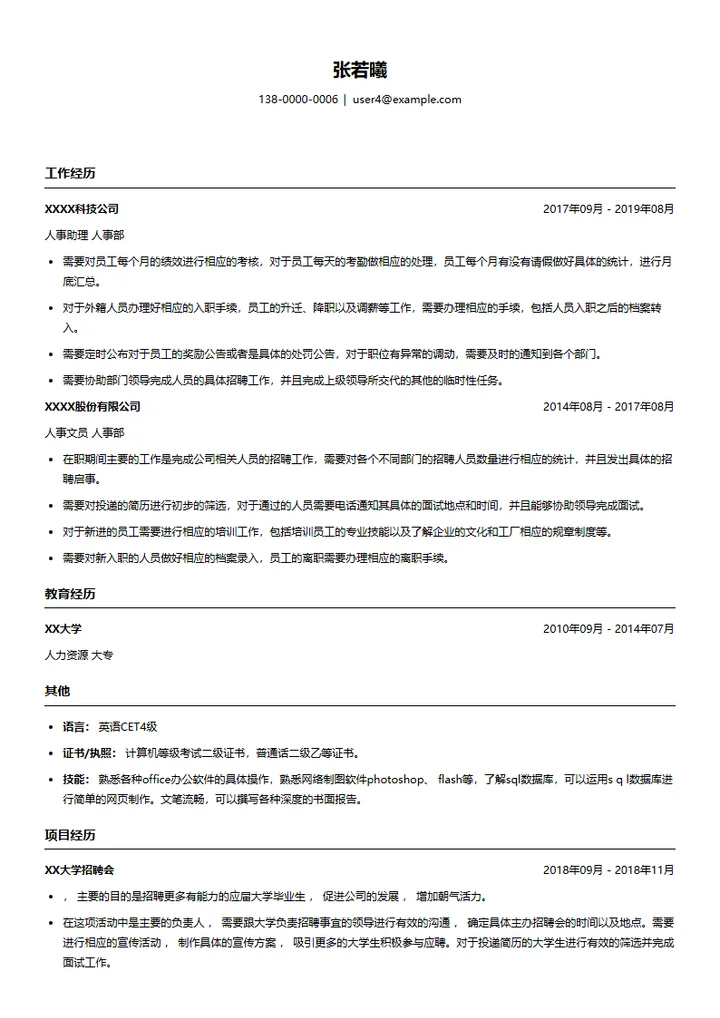 张若曦
138-0000-0006 | user4@example.com
工作经历
XXXX科技公司 2017年09月 - 2019年08月
人事助理 人事部
• 需要对员工每个月的绩效进行相应的考核，对于员工每天的考勤做相应的处理，员工每个月有没有请假做好具体的统计，进行月
底汇总。
• 对于外籍人员办理好相应的入职手续，员工的升迁、降职以及调薪等工作，需要办理相应的手续，包括人员入职之后的档案转
入。
• 需要定时公布对于员工的奖励公告或者是具体的处罚公告，对于职位有异常的调动，需要及时的通知到各个部门。
• 需要协助部门领导完成人员的具体招聘工作，并且完成上级领导所交代的其他的临时性任务。
XXXX股份有限公司 2014年08月 - 2017年08月
人事文员 人事部
• 在职期间主要的工作是完成公司相关人员的招聘工作，需要对各个不同部门的招聘人员数量进行相应的统计，并且发出具体的招
聘启事。
• 需要对投递的简历进行初步的筛选，对于通过的人员需要电话通知其具体的面试地点和时间，并且能够协助领导完成面试。
• 对于新进的员工需要进行相应的培训工作，包括培训员工的专业技能以及了解企业的文化和工厂相应的规章制度等。
• 需要对新入职的人员做好相应的档案录入，员工的离职需要办理相应的离职手续。
教育经历
XX大学 2010年09月 - 2014年07月
人力资源 大专
其他
• 语言： 英语CET4级
• 证书/执照： 计算机等级考试二级证书，普通话二级乙等证书。
• 技能： 熟悉各种office办公软件的具体操作，熟悉网络制图软件photoshop、 flash等，了解sql数据库，可以运用s q l数据库进
行简单的网页制作。文笔流畅，可以撰写各种深度的书面报告。
项目经历
XX大学招聘会 2018年09月 - 2018年11月
• ， 主要的目的是招聘更多有能力的应届大学毕业生 ， 促进公司的发展 ， 增加朝气活力。
• 在这项活动中是主要的负责人 ， 需要跟大学负责招聘事宜的领导进行有效的沟通 ， 确定具体主办招聘会的时间以及地点。需要
进行相应的宣传活动 ， 制作具体的宣传方案 ， 吸引更多的大学生积极参与应聘。对于投递简历的大学生进行有效的筛选并完成
面试工作。